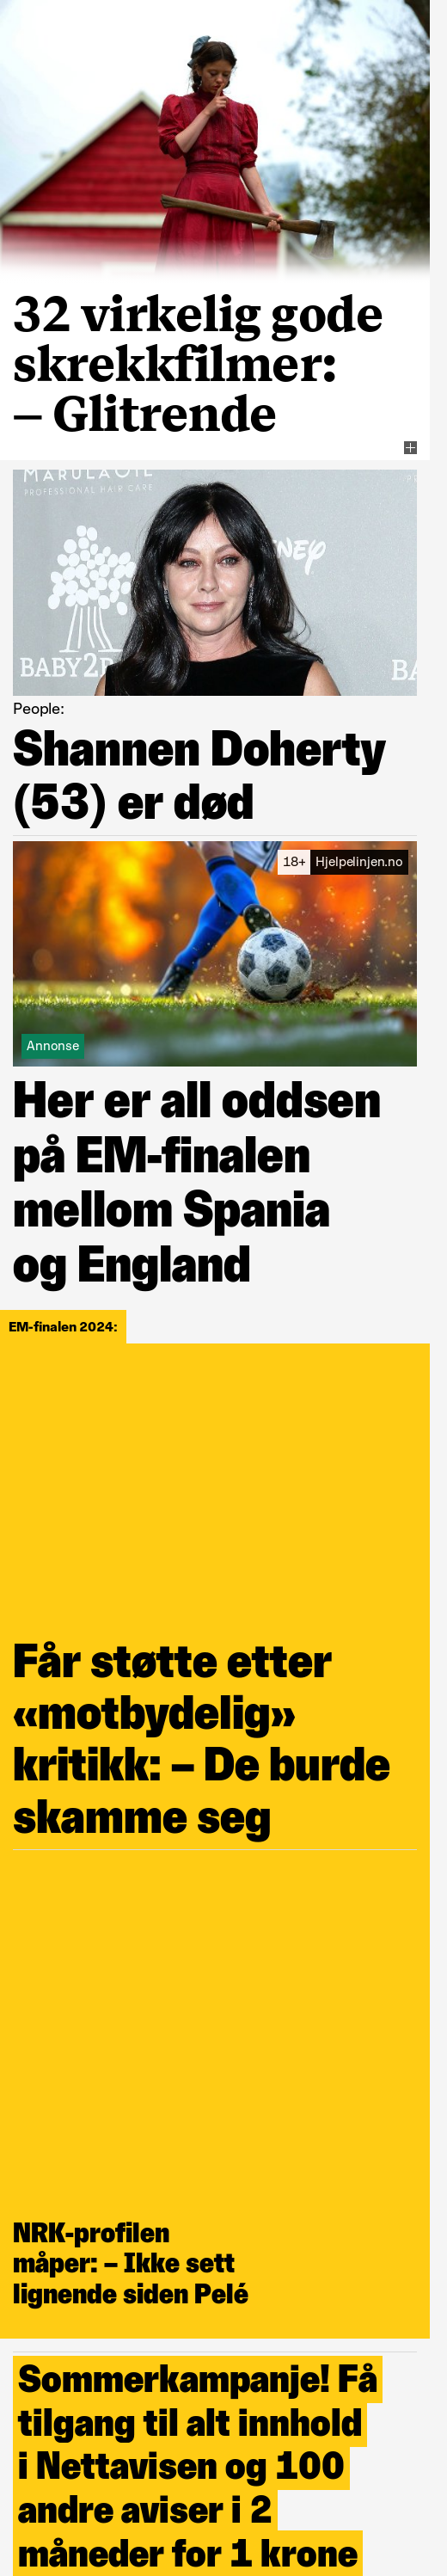 32 virkelig gode
skrekkfilmer:
– Glitrende
PROFESSIONAL HAIR CARE
People:
Shannen Doherty
(53) er død
18+ Hjelpelinjen.no
Annonse
Her er all oddsen
på EM-finalen
mellom Spania
og England
EM-finalen 2024:
Får støtte etter
«motbydelig»
kritikk: – De burde
skamme seg
NRK-profilen
måper: – Ikke sett
lignende siden Pelé
Sommerkampanje! Få
tilgang til alt innhold
i Nettavisen og 100
andre aviser i 2
måneder for 1 krone